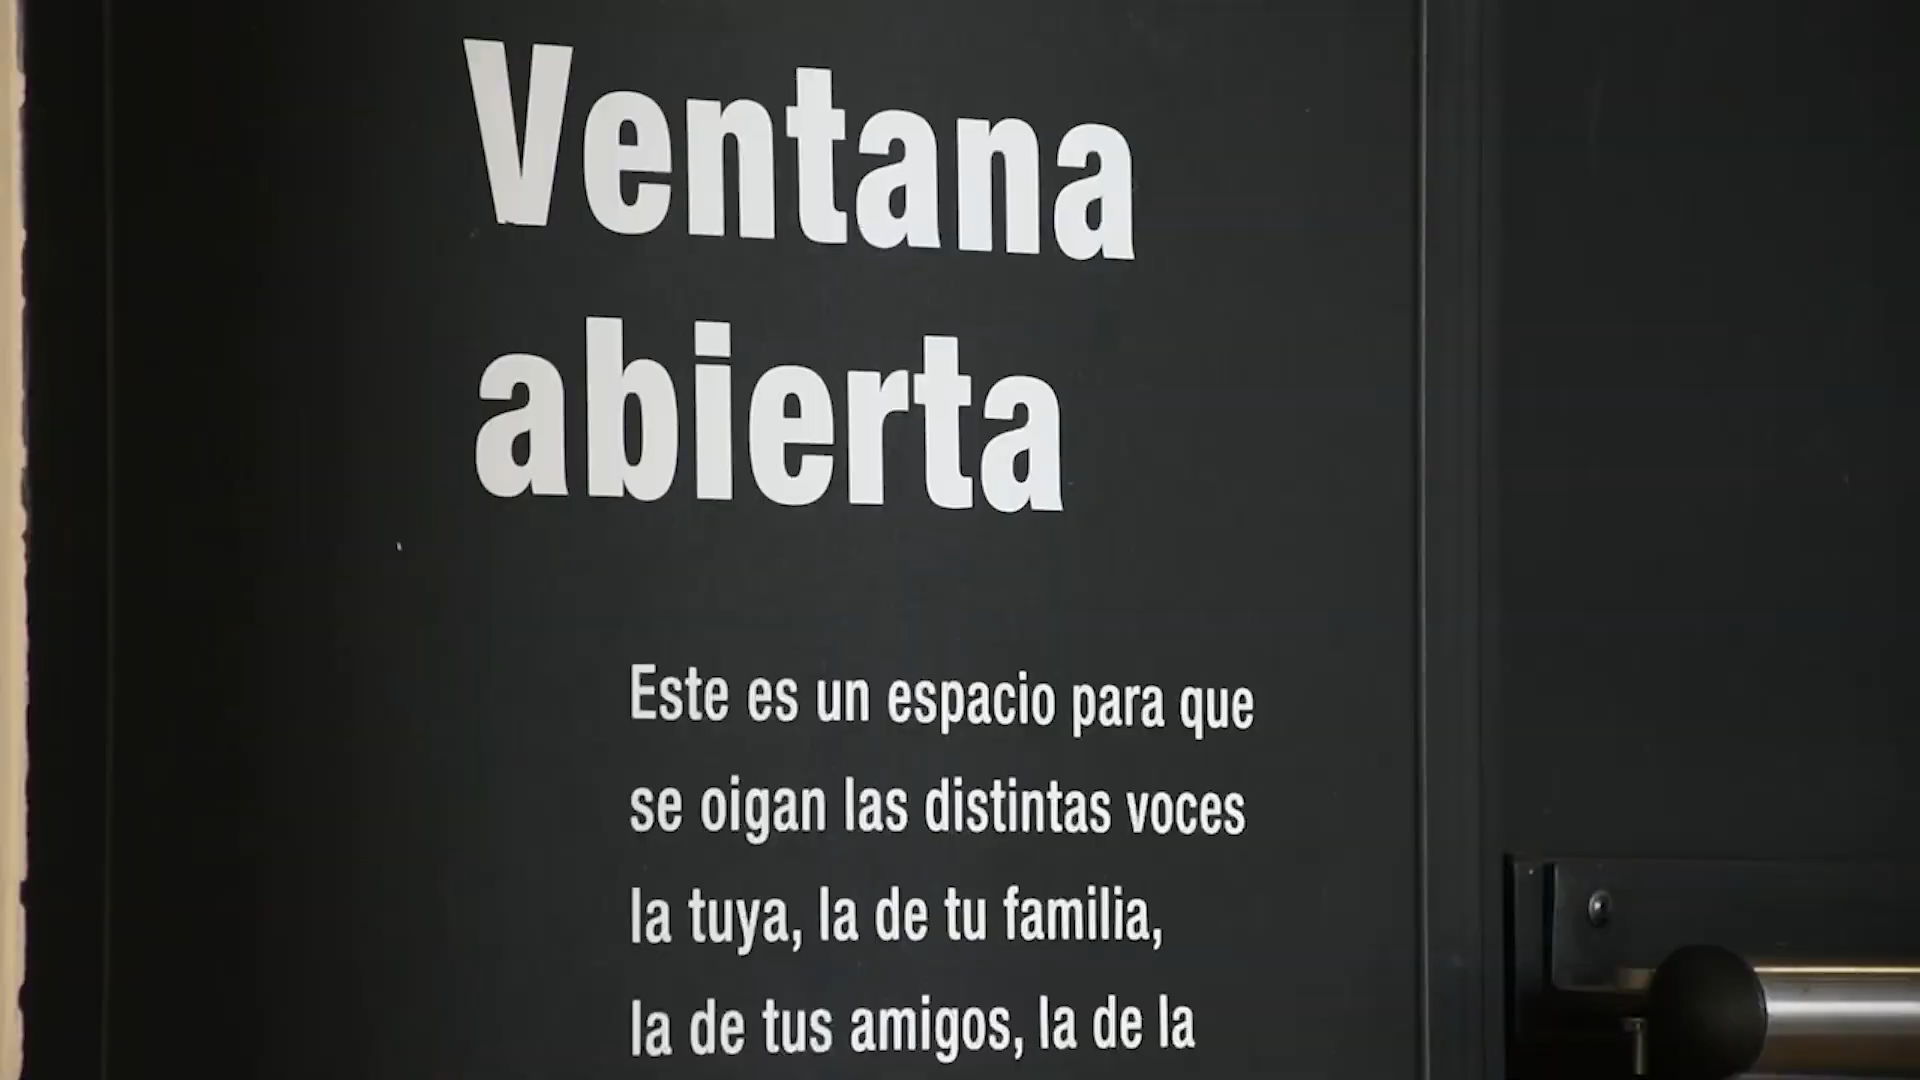 Ventana
abierta
Este es un espacio para que
se oigan las distintas voces
la tuya, la de tu familia,
la de tus amigos, la de la